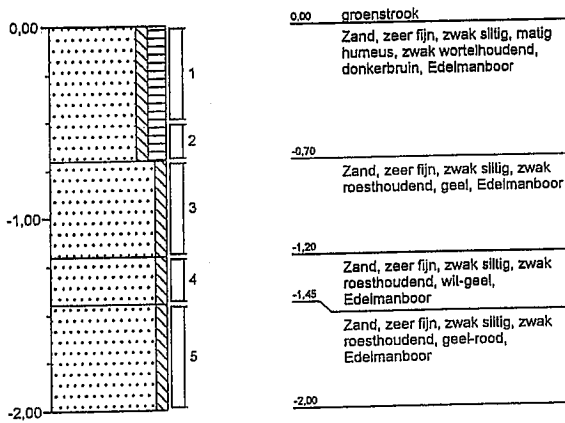 0,00
-1,00
-2,00
1
2
3
4
5
0,00 groenstrook
Zand, zeer fijn, zwak siltig, matig
humeus, zwak wortelhoudend,
donkerbruin, Edelmanboor
-0,70
Zand, zeer fijn, zwak siltig, zwak
roesthoudend, geel, Edelmanboor
-1,20
Zand, zeer fijn, zwak siltig, zwak
roesthoudend, wit-geel,
Edelmanboor
-1,45
Zand, zeer fijn, zwak siltig, zwak
roesthoudend, geel-rood,
Edelmanboor
-2,00